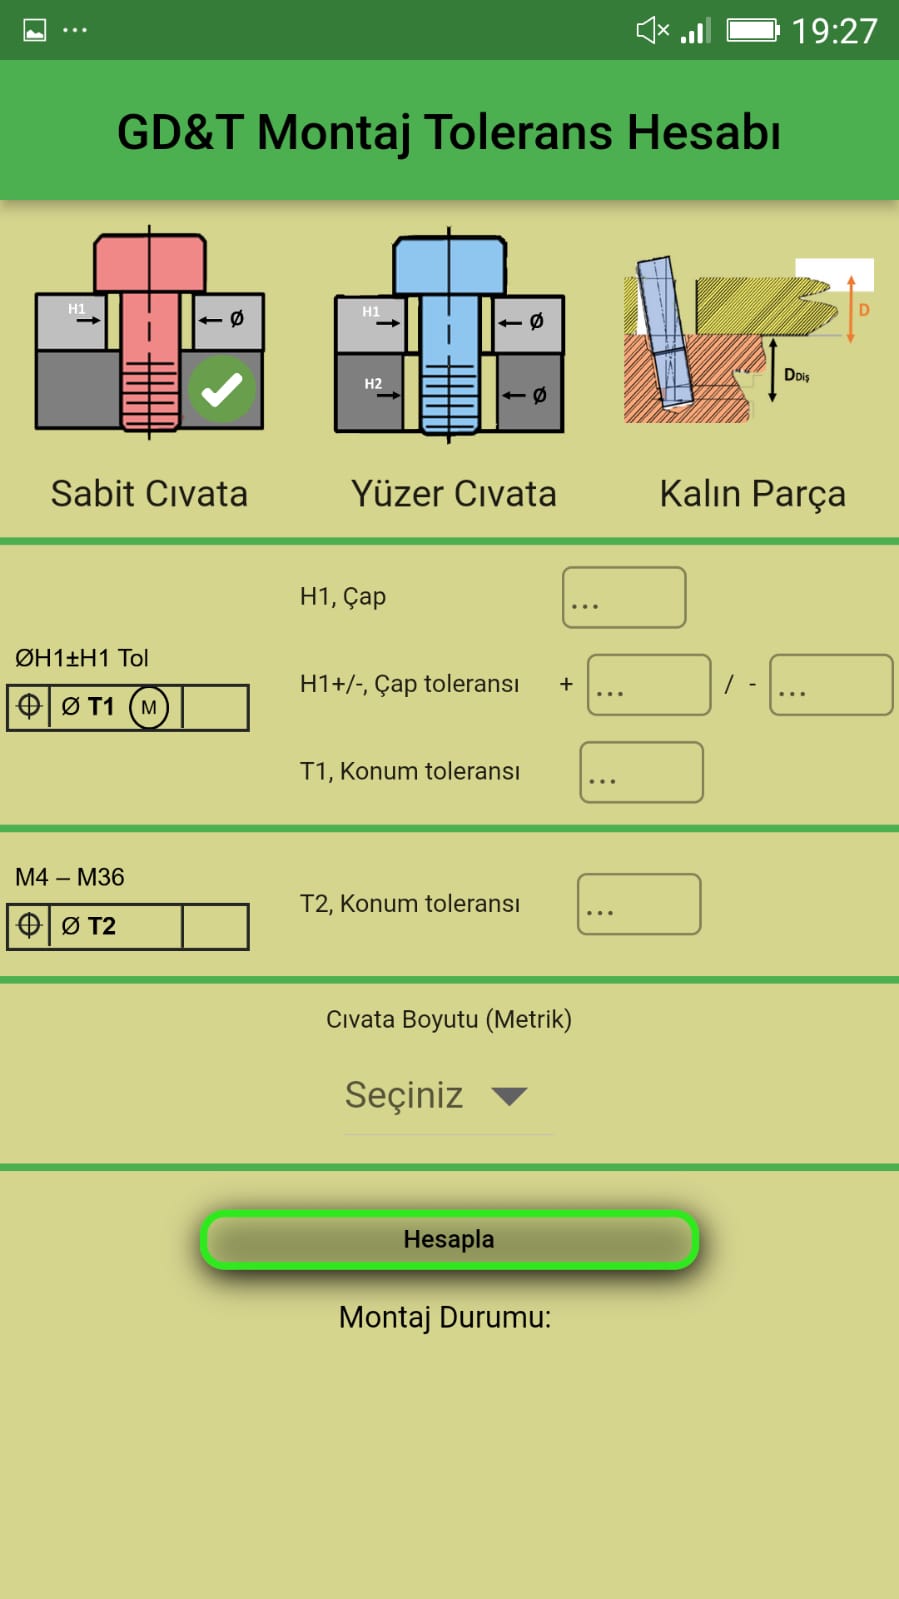 19:27
GD&T Montaj Tolerans Hesabı
H1
Ø
H1
Ø
H2
Ø
D
DDiş
Sabit Cıvata
Yüzer Cıvata
Kalın Parça
ØH1±H1 Tol
Ø T1 M
H1, Çap
...
H1+/-, Çap toleransı + ... / - ...
T1, Konum toleransı ...
M4 – M36
Ø T2
T2, Konum toleransı ...
Cıvata Boyutu (Metrik)
Seçiniz
Hesapla
Montaj Durumu: